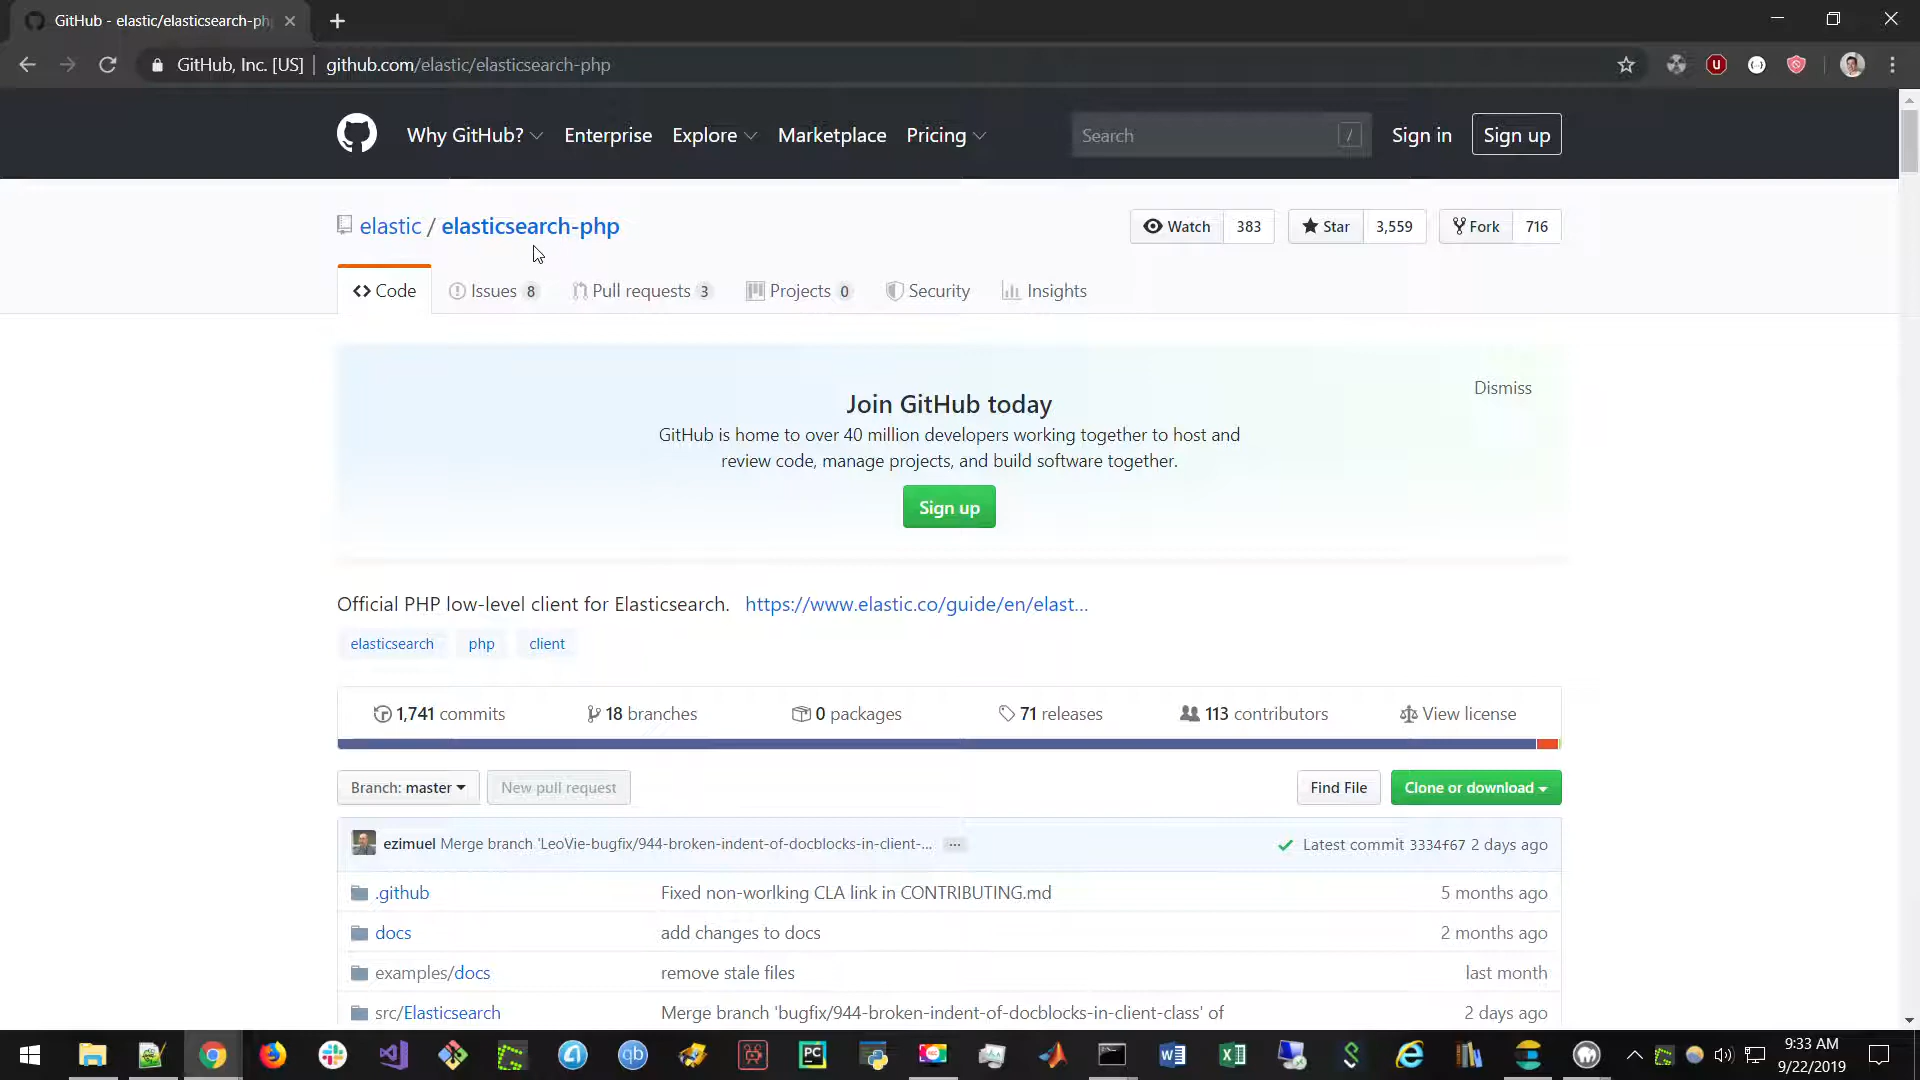 GitHub - elastic/elasticsearch-ph
GitHub, Inc. [US] | github.com/elastic/elasticsearch-php
Why GitHub? Enterprise Explore Marketplace Pricing Search / Sign in Sign up
elastic / elasticsearch-php
Watch 383 Star 3,559 Fork 716
Code Issues 8 Pull requests 3 Projects 0 Security Insights
Dismiss
Join GitHub today
GitHub is home to over 40 million developers working together to host and
review code, manage projects, and build software together.
Sign up
Official PHP low-level client for Elasticsearch. https://www.elastic.co/guide/en/elast...
elasticsearch php client
1,741 commits 18 branches 0 packages 71 releases 113 contributors View license
Branch: master New pull request Find File Clone or download
ezimuel Merge branch 'LeoVie-bugfix/944-broken-indent-of-docblocks-in-client-... ... Latest commit 3334f67 2 days ago
.github Fixed non-worlking CLA link in CONTRIBUTING.md 5 months ago
docs add changes to docs 2 months ago
examples/docs remove stale files last month
src/Elasticsearch Merge branch 'bugfix/944-broken-indent-of-docblocks-in-client-class' of 2 days ago
9:33 AM
9/22/2019